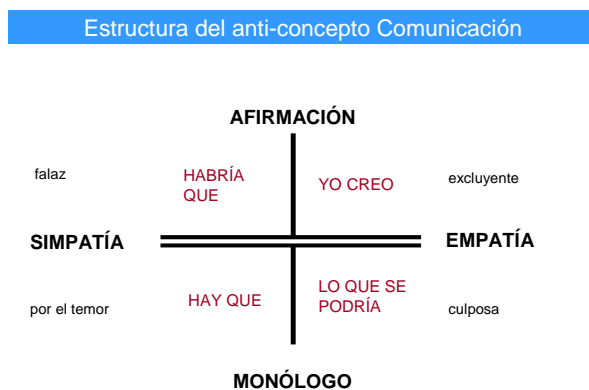 Estructura del anti-concepto Comunicación
AFIRMACIÓN
falaz
HABRÍA
QUE
YO CREO
excluyente
SIMPATÍA
EMPATÍA
por el temor
HAY QUE
LO QUE SE
PODRÍA
culposa
MONÓLOGO